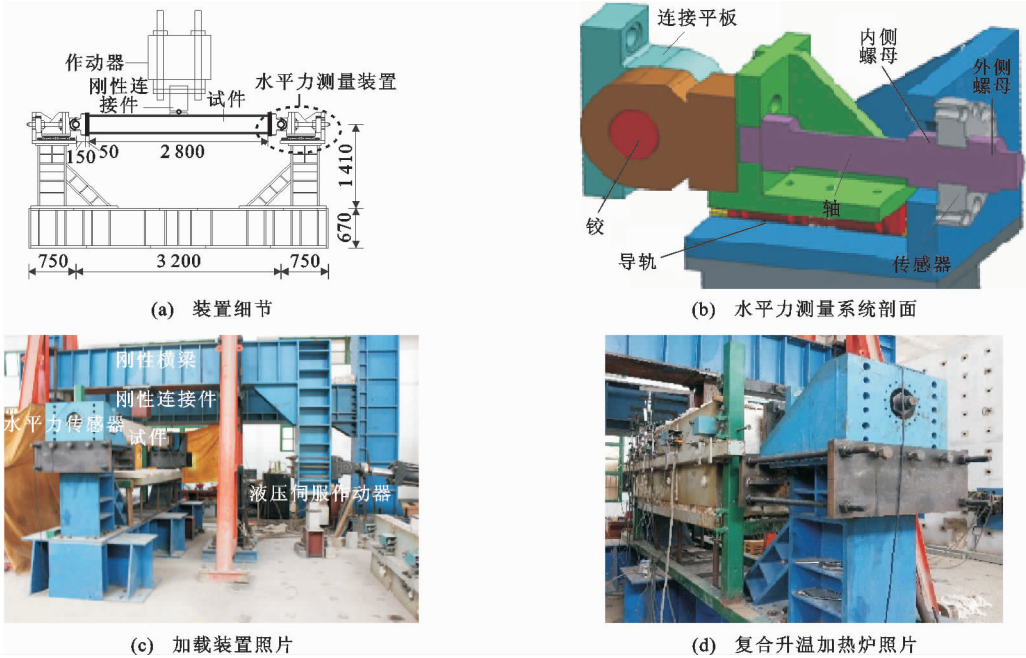 作动器
刚性连
接件
试件
水平力测量装置
150
50
2 800
1 410
670
750
3 200
750
(a) 装置细节
连接平板
内侧
螺母
外侧
螺母
铰
轴
导轨
传感器
(b) 水平力测量系统剖面
刚性横梁
刚性连接件
水平力传感器
试件
液压伺服作动器
(c) 加载装置照片
(d) 复合升温加热炉照片